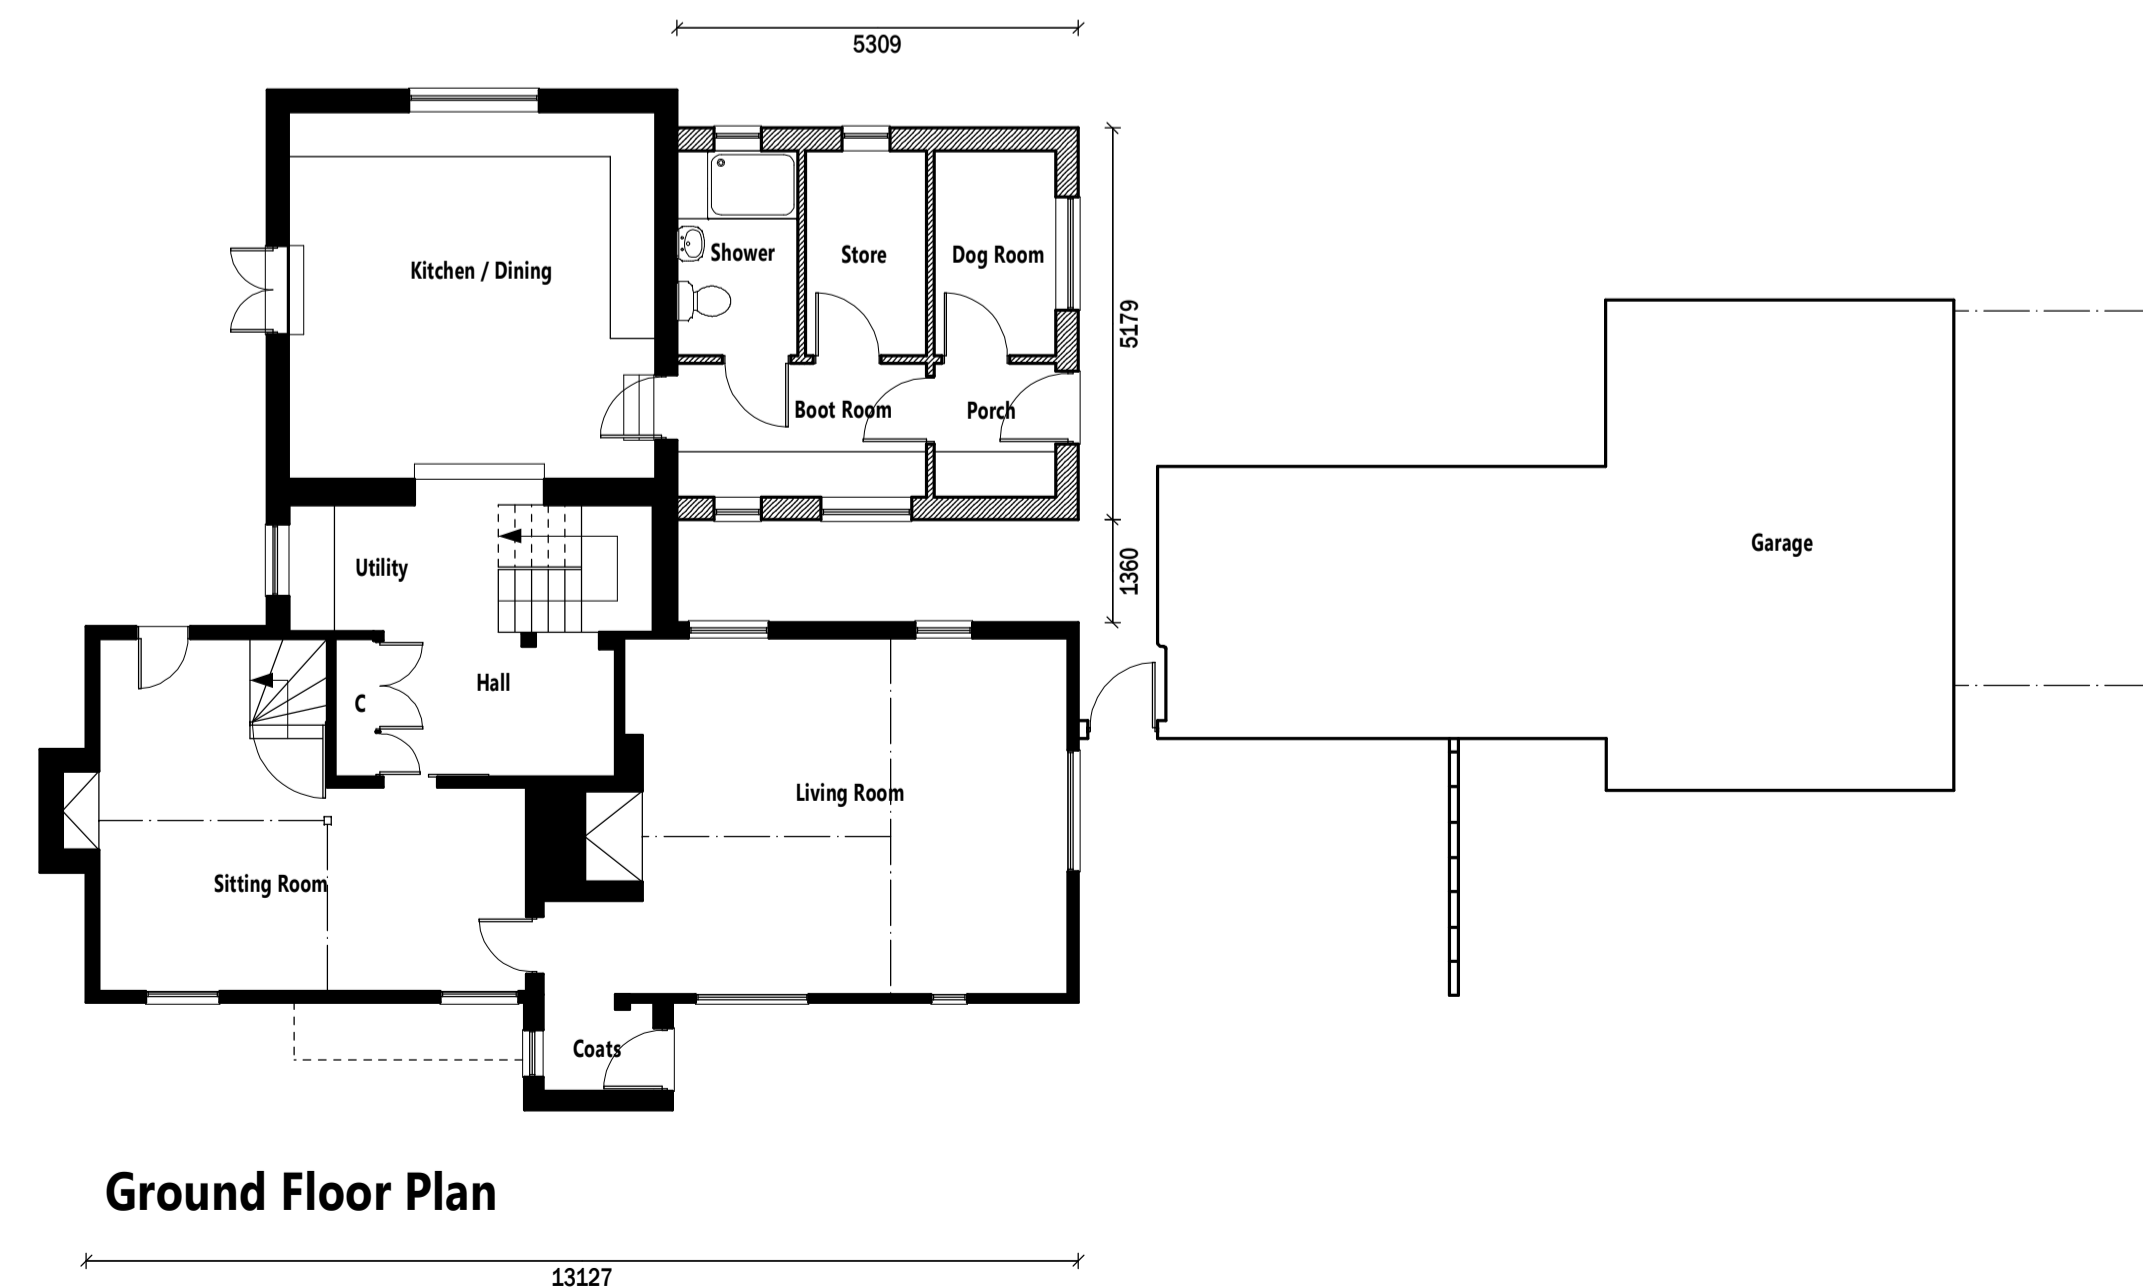 5309
Kitchen / Dining
Shower
Store
Dog Room
5179
Boot Room
Porch
Garage
Utility
1360
Hall
C
Living Room
Sitting Room
Coats
Ground Floor Plan
13127